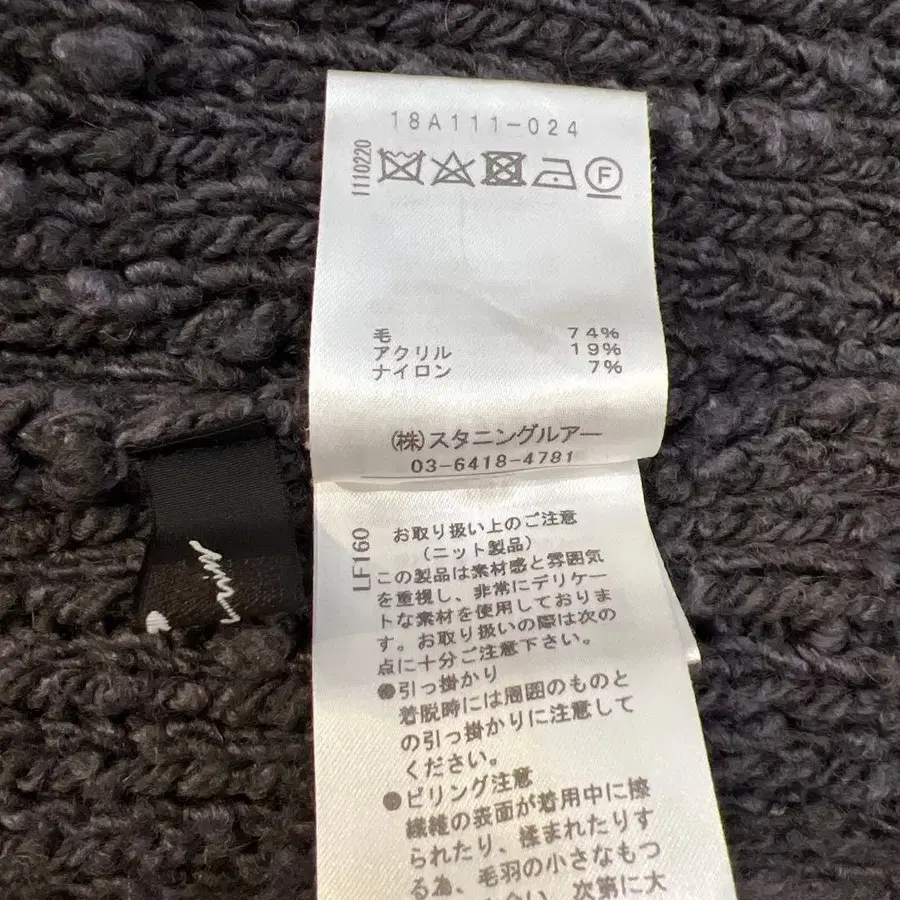 18A111-024
1110220
F
毛 74%
アクリル 19%
ナイロン 7%
(株)スタニングルアー
03-6418-4781
LF160
お取り扱い上のご注意
(ニット製品)
この製品は素材感と雰囲気
を重視し、非常にデリケー
トな素材を使用しておりま
す。お取り扱いの際は次の
点に十分ご注意下さい。
●引っ掛かり
着脱時には周囲のものと
の引っ掛かりに注意して
ください。
●ピリング注意
繊維の表面が着用中に擦
られたり、揉まれたりす
る為、毛羽の小さなもつ
次第に大